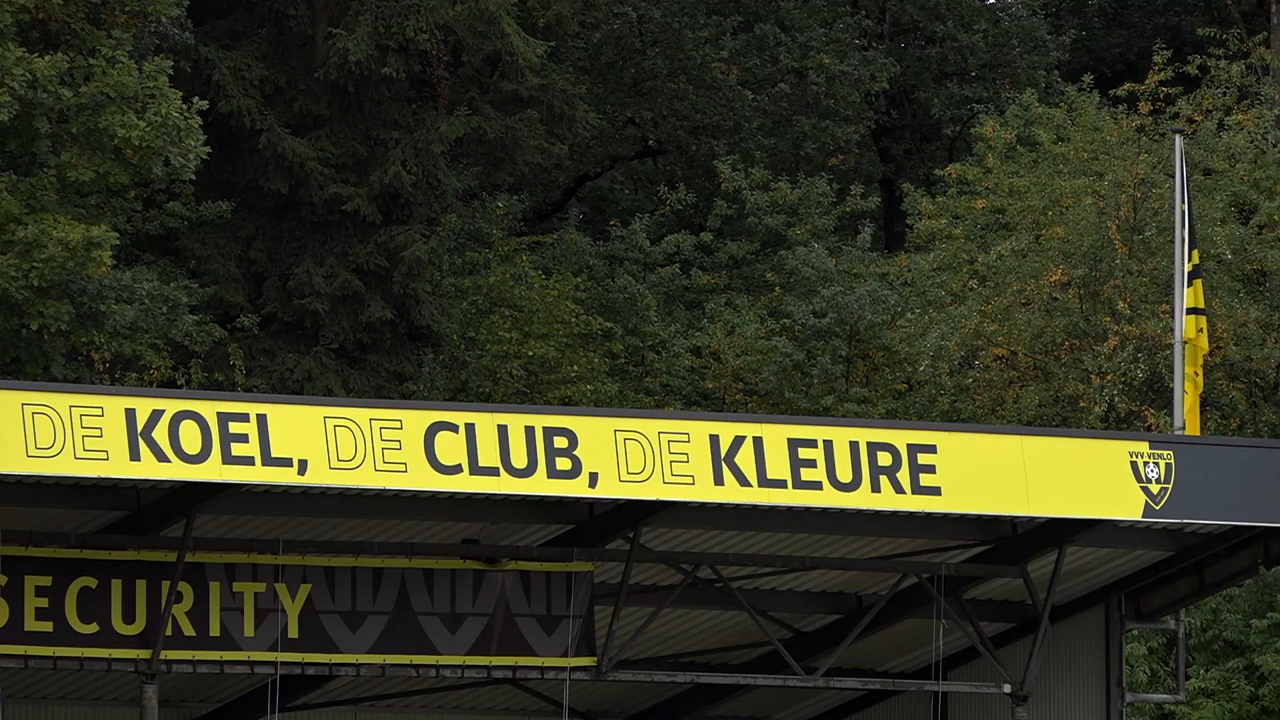 DE KOEL, DE CLUB, DE KLEURE
VVV-VENLO
SECURITY